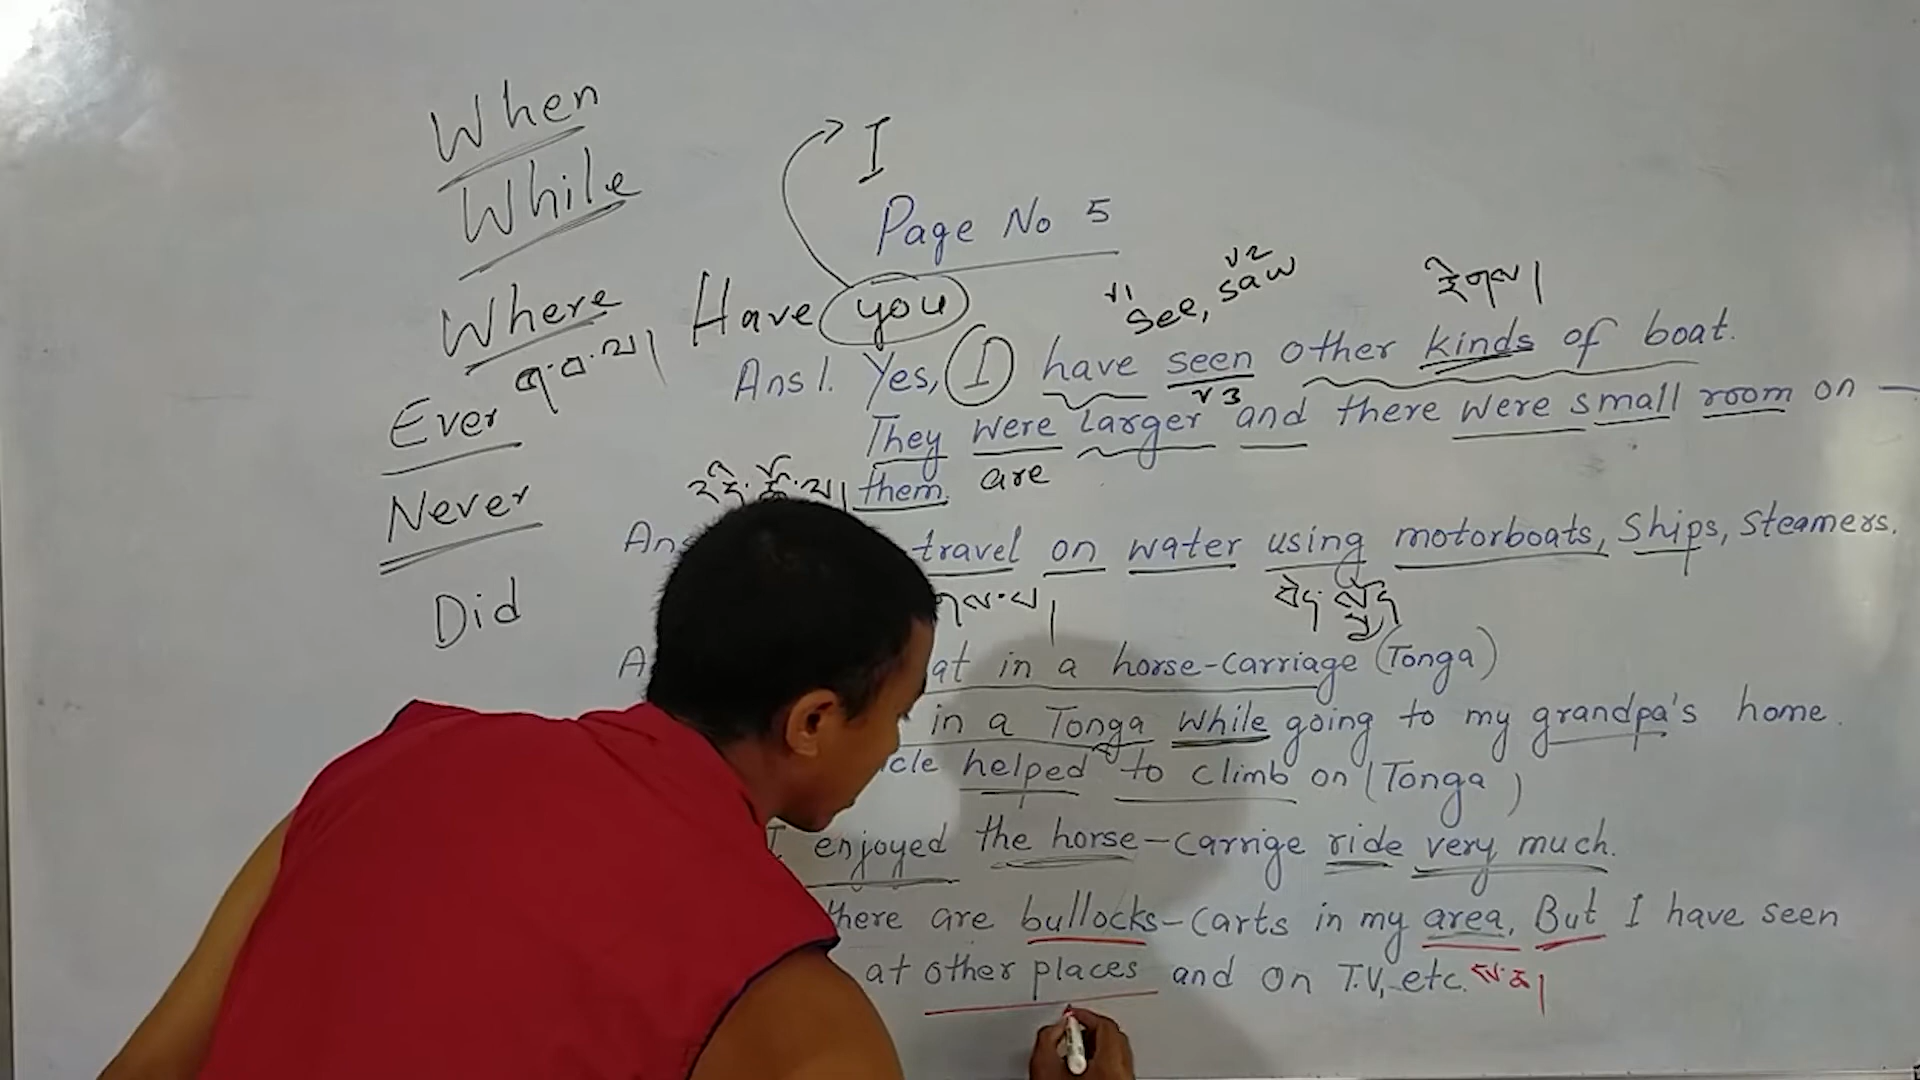 When
While
Where
Ever
Never
Did
I
Page No 5
Have you
V1 V2
see, saw
Ans 1. Yes, I have seen other kinds of boat.
V3
They were larger and there were small room on —
them. are
An travel on water using motorboats, Ships, Steamers.
A at in a horse-carriage (Tonga)
in a Tonga while going to my grandpa's home.
cle helped to climb on (Tonga)
I enjoyed the horse-carrige ride very much.
here are bullocks-carts in my area, But I have seen
at other places and on T.V, etc.